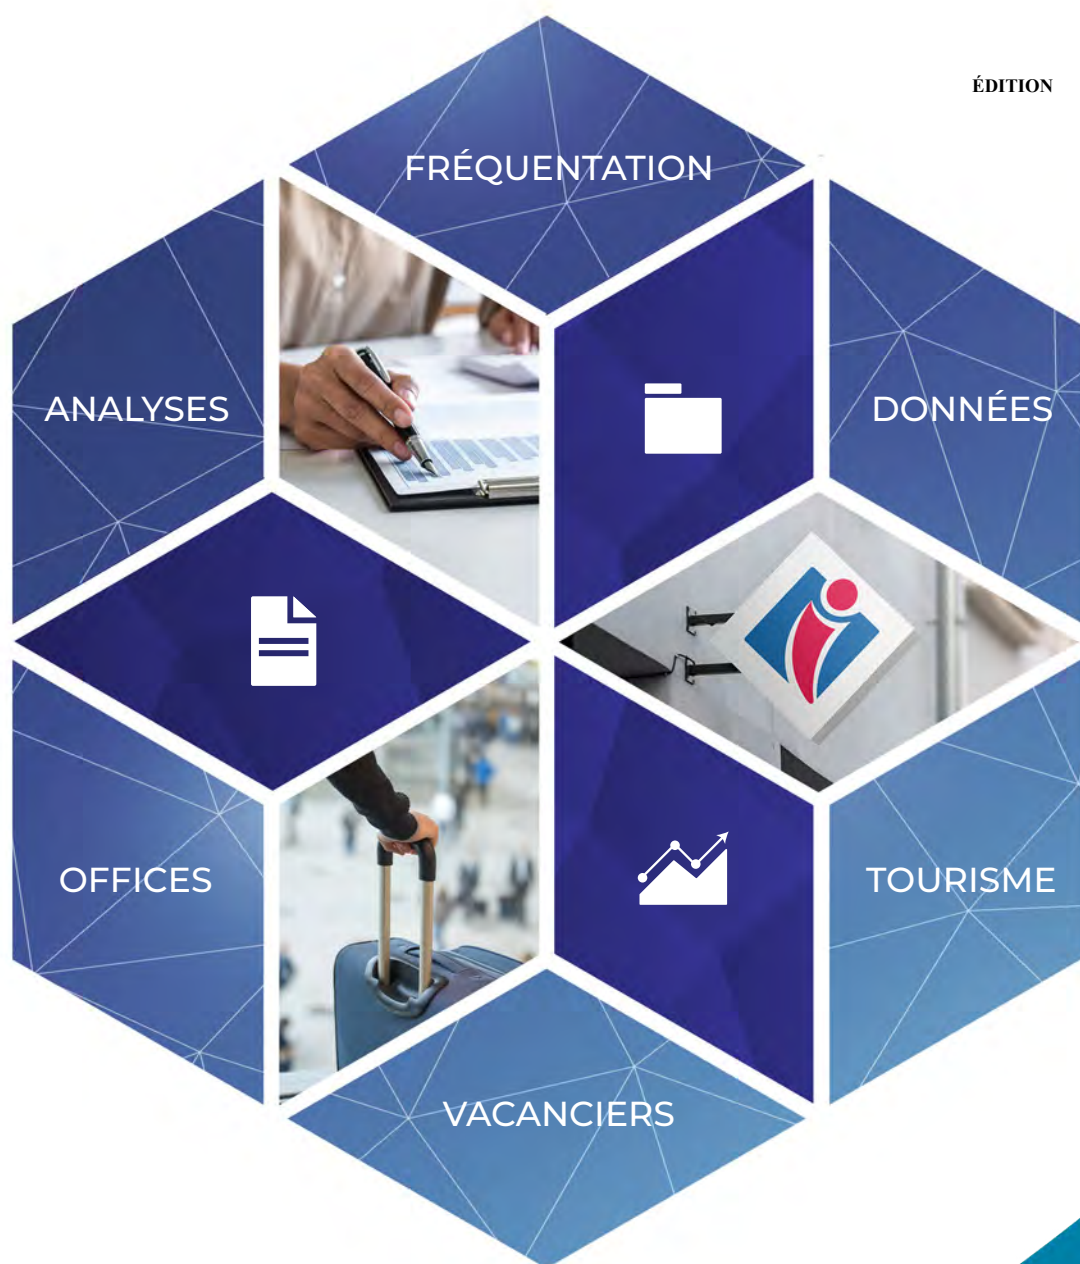 ÉDITION
FRÉQUENTATION
ANALYSES
DONNÉES
OFFICES
TOURISME
VACANCIERS